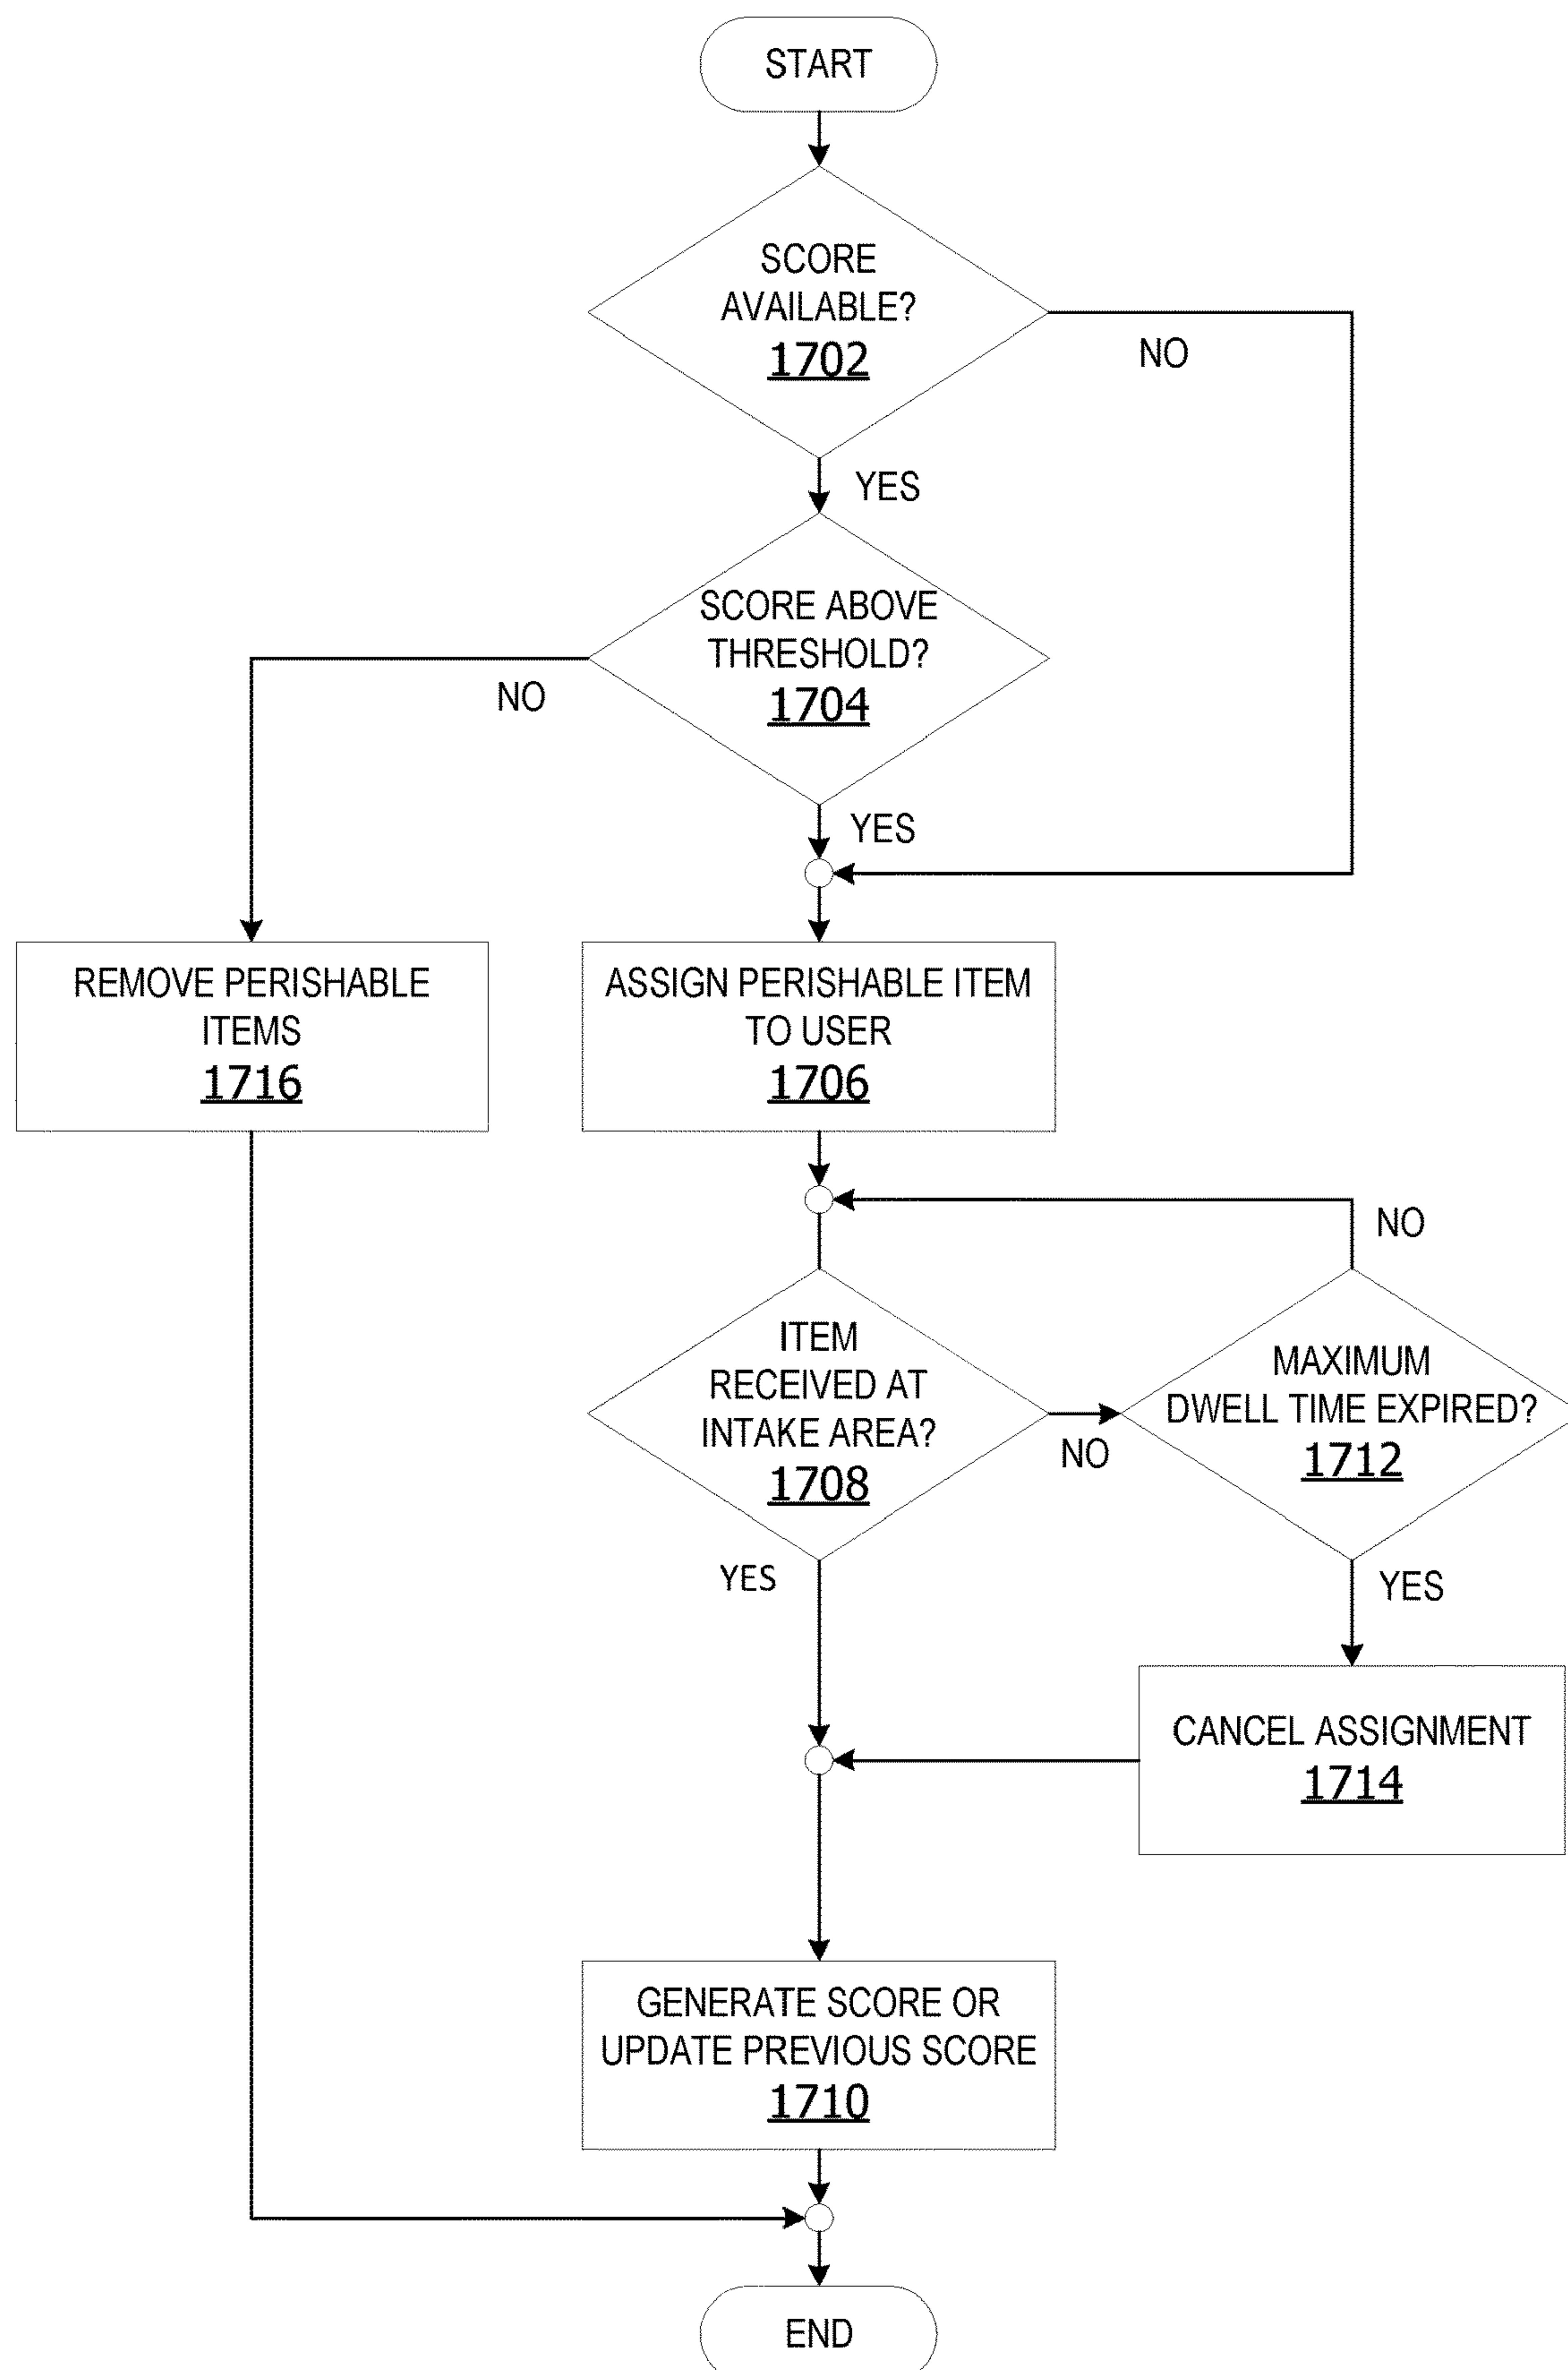 START
SCORE
AVAILABLE?
1702
NO
YES
SCORE ABOVE
THRESHOLD?
1704
NO
YES
REMOVE PERISHABLE
ITEMS
1716
ASSIGN PERISHABLE ITEM
TO USER
1706
NO
ITEM
RECEIVED AT
INTAKE AREA?
1708
NO
MAXIMUM
DWELL TIME EXPIRED?
1712
YES
YES
CANCEL ASSIGNMENT
1714
GENERATE SCORE OR
UPDATE PREVIOUS SCORE
1710
END